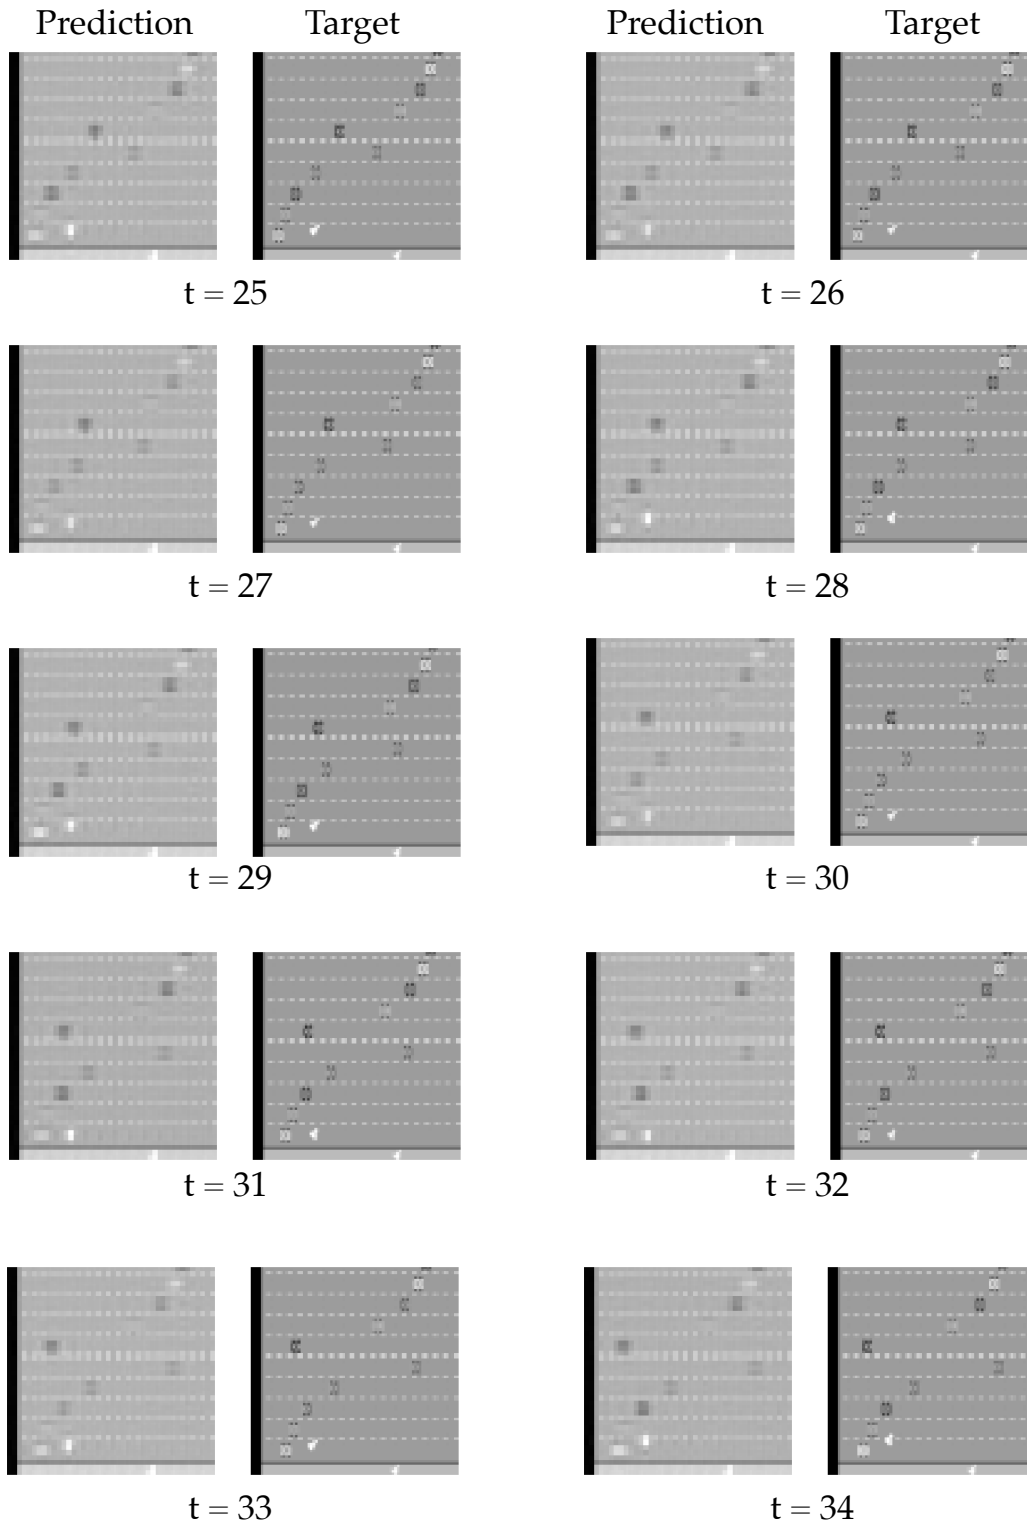 Prediction Target Prediction Target
t = 25 t = 26
t = 27 t = 28
t = 29 t = 30
t = 31 t = 32
t = 33 t = 34